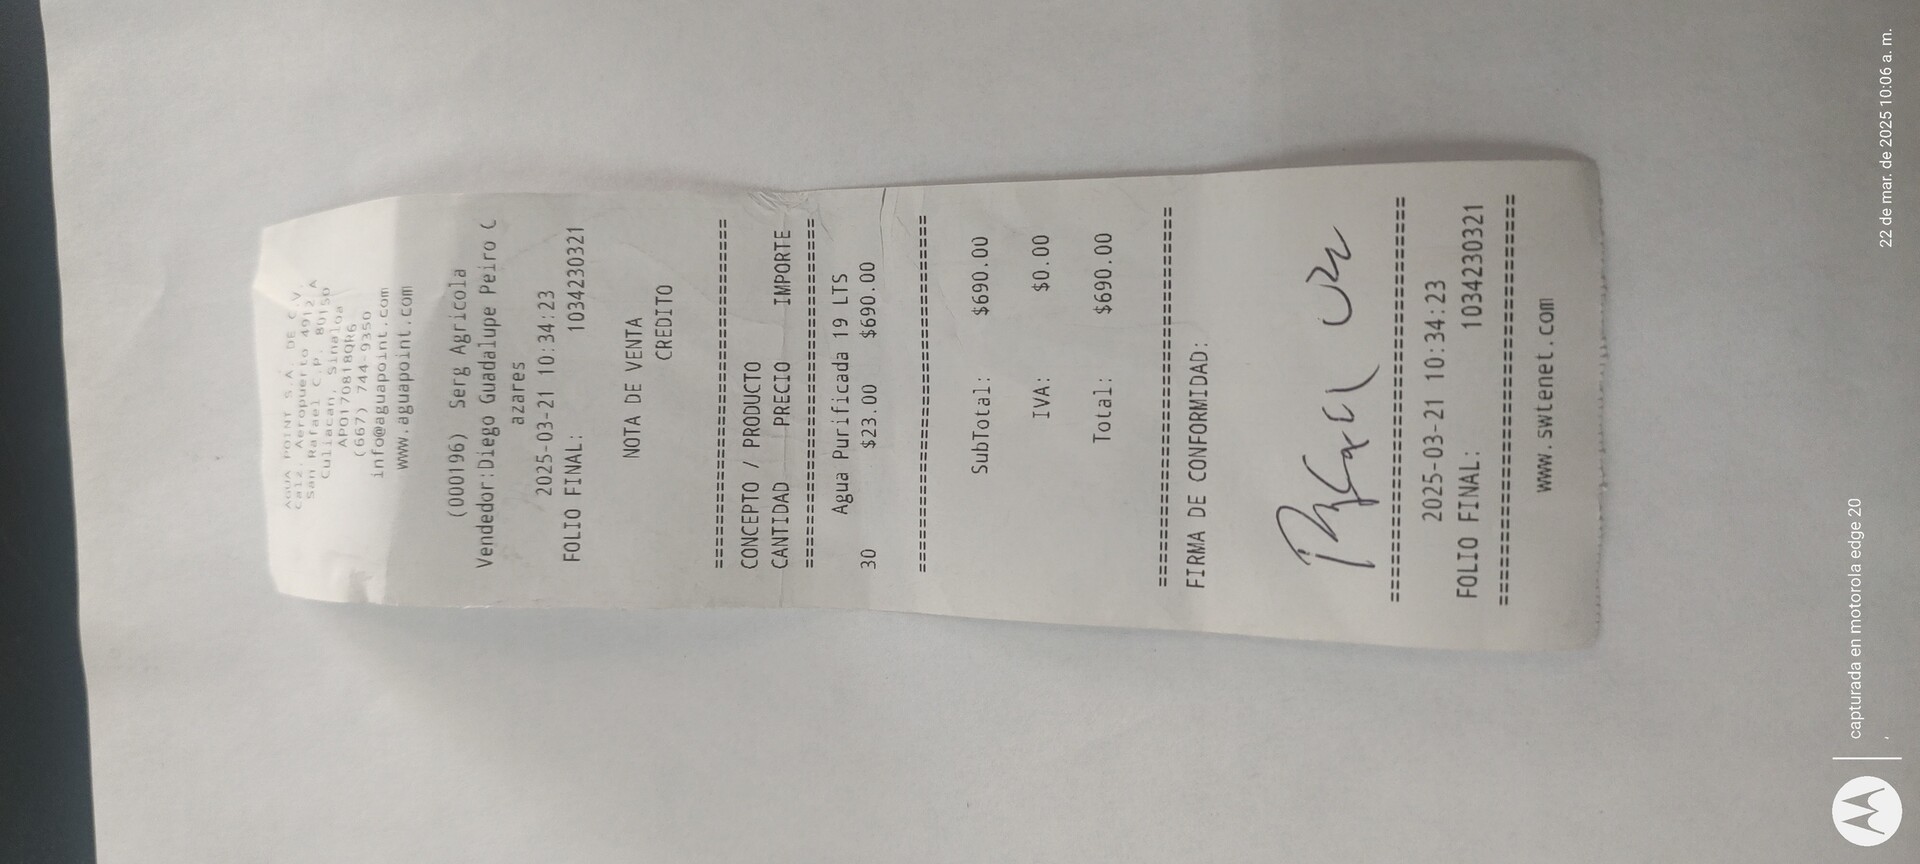 AGUA POINT S.A. DE C.V.
Calz. Aeropuerto 4912 A
San Rafael C.P. 80150
Culiacan, Sinaloa
APO170818QR6
(667) 744-9350
info@aguapoint.com
www.aguapoint.com
(000196) Serg Agricola
Vendedor:Diego Guadalupe Peiro C
azares
2025-03-21 10:34:23
FOLIO FINAL: 1034230321
NOTA DE VENTA
CREDITO
================================
CONCEPTO / PRODUCTO
CANTIDAD PRECIO IMPORTE
================================
Agua Purificada 19 LTS
30 $23.00 $690.00
================================
SubTotal: $690.00
IVA: $0.00
Total: $690.00
================================
FIRMA DE CONFORMIDAD:
================================
2025-03-21 10:34:23
FOLIO FINAL: 1034230321
================================
www.swtenet.com
capturada en motorola edge 20
22 de mar. de 2025 10:06 a. m.